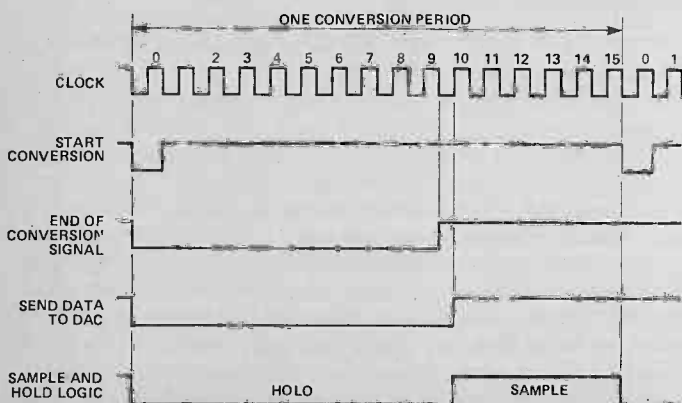 ONE CONVERSION PERIOD
0 2 3 4 5 6 7 8 9 10 11 12 13 14 15 0 1
CLOCK
START
CONVERSION
END OF
CONVERSION
SIGNAL
SEND DATA
TO DAC
SAMPLE AND
HOLD LOGIC
HOLO
SAMPLE